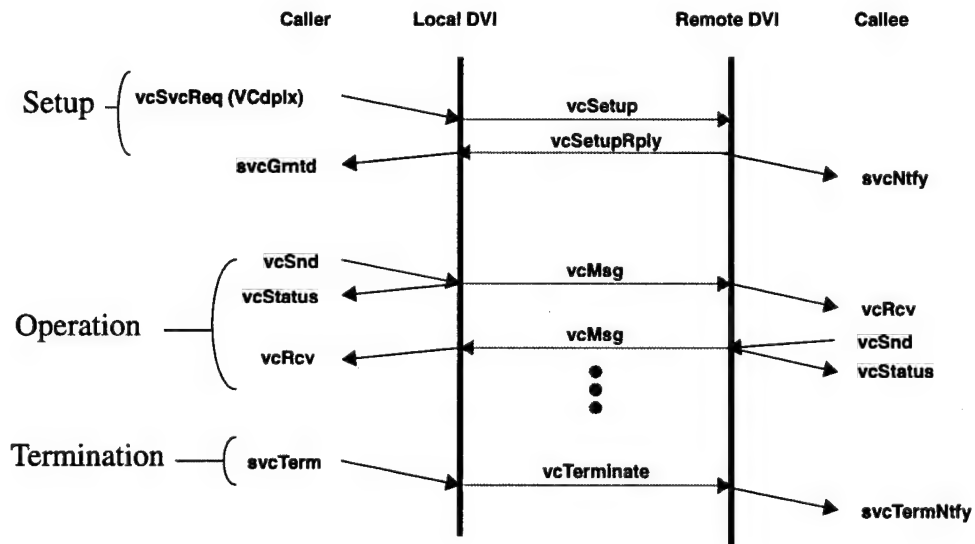 Caller Local DVI Remote DVI Callee
Setup
vcSvcReq (VCdplx)
vcSetup
vcSetupRply
svcGrntd
svcNtfy
vcSnd
vcMsg
vcStatus
vcRcv
Operation
vcMsg
vcSnd
vcRcv
vcStatus
Termination
svcTerm
vcTerminate
svcTermNtfy